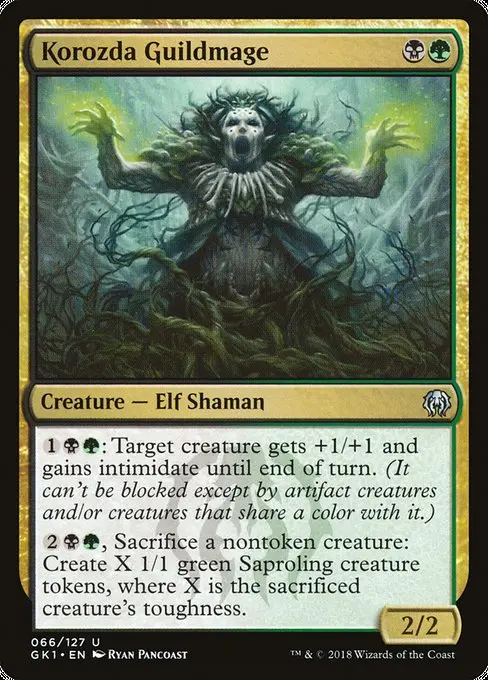 Korozda Guildmage
Creature — Elf Shaman
1: Target creature gets +1/+1 and
gains intimidate until end of turn. (It
can't be blocked except by artifact creatures
and/or creatures that share a color with it.)
2, Sacrifice a nontoken creature:
Create X 1/1 green Saproling creature
tokens, where X is the sacrificed
creature's toughness.
2/2
066/127 U
GK1 • EN Ryan Pancoast
™ & © 2018 Wizards of the Coast